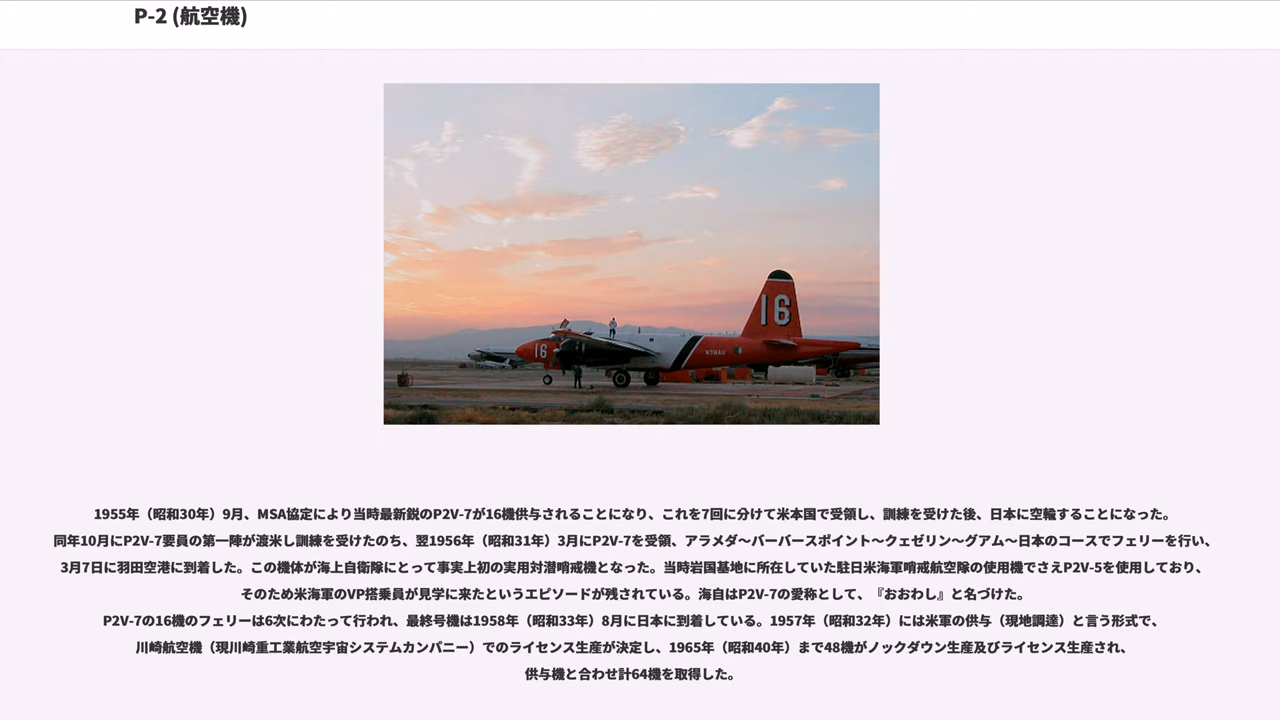 P-2 (航空機)
16
16
1955年（昭和30年）9月、MSA協定により当時最新鋭のP2V-7が16機供与されることになり、これを7回に分けて米本国で受領し、訓練を受けた後、日本に空輸することになった。
同年10月にP2V-7要員の第一陣が渡米し訓練を受けたのち、翌1956年（昭和31年）3月にP2V-7を受領、アラメダ～バーバースポイント～クェゼリン～グアム～日本のコースでフェリーを行い、
3月7日に羽田空港に到着した。この機体が海上自衛隊にとって事実上初の実用対潜哨戒機となった。当時岩国基地に所在していた駐日米海軍哨戒航空隊の使用機でさえP2V-5を使用しており、
そのため米海軍のVP搭乗員が見学に来たというエピソードが残されている。海自はP2V-7の愛称として、『おおわし』と名づけた。
P2V-7の16機のフェリーは6次にわたって行われ、最終号機は1958年（昭和33年）8月に日本に到着している。1957年（昭和32年）には米軍の供与（現地調達）と言う形式で、
川崎航空機（現川崎重工業航空宇宙システムカンパニー）でのライセンス生産が決定し、1965年（昭和40年）まで48機がノックダウン生産及びライセンス生産され、
供与機と合わせ計64機を取得した。